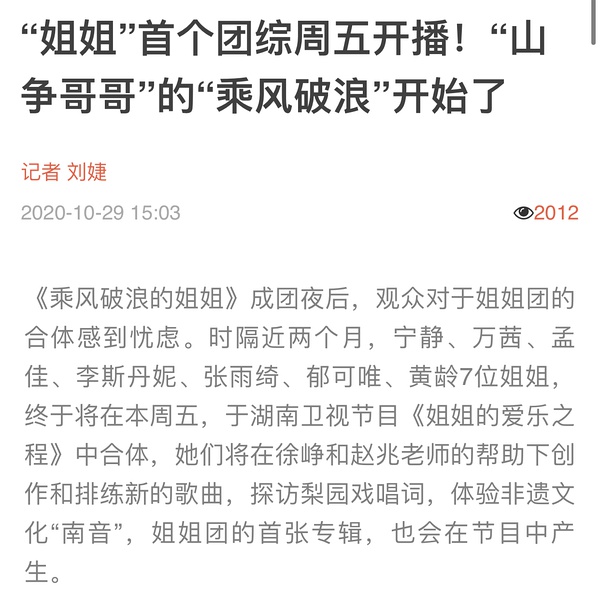 “姐姐”首个团综周五开播！“山
争哥哥”的“乘风破浪”开始了
记者 刘婕
2020-10-29 15:03
2012
《乘风破浪的姐姐》成团夜后，观众对于姐姐团的
合体感到忧虑。时隔近两个月，宁静、万茜、孟
佳、李斯丹妮、张雨绮、郁可唯、黄龄7位姐姐，
终于将在本周五，于湖南卫视节目《姐姐的爱乐之
程》中合体，她们将在徐峥和赵兆老师的帮助下创
作和排练新的歌曲，探访梨园戏唱词，体验非遗文
化“南音”，姐姐团的首张专辑，也会在节目中产
生。